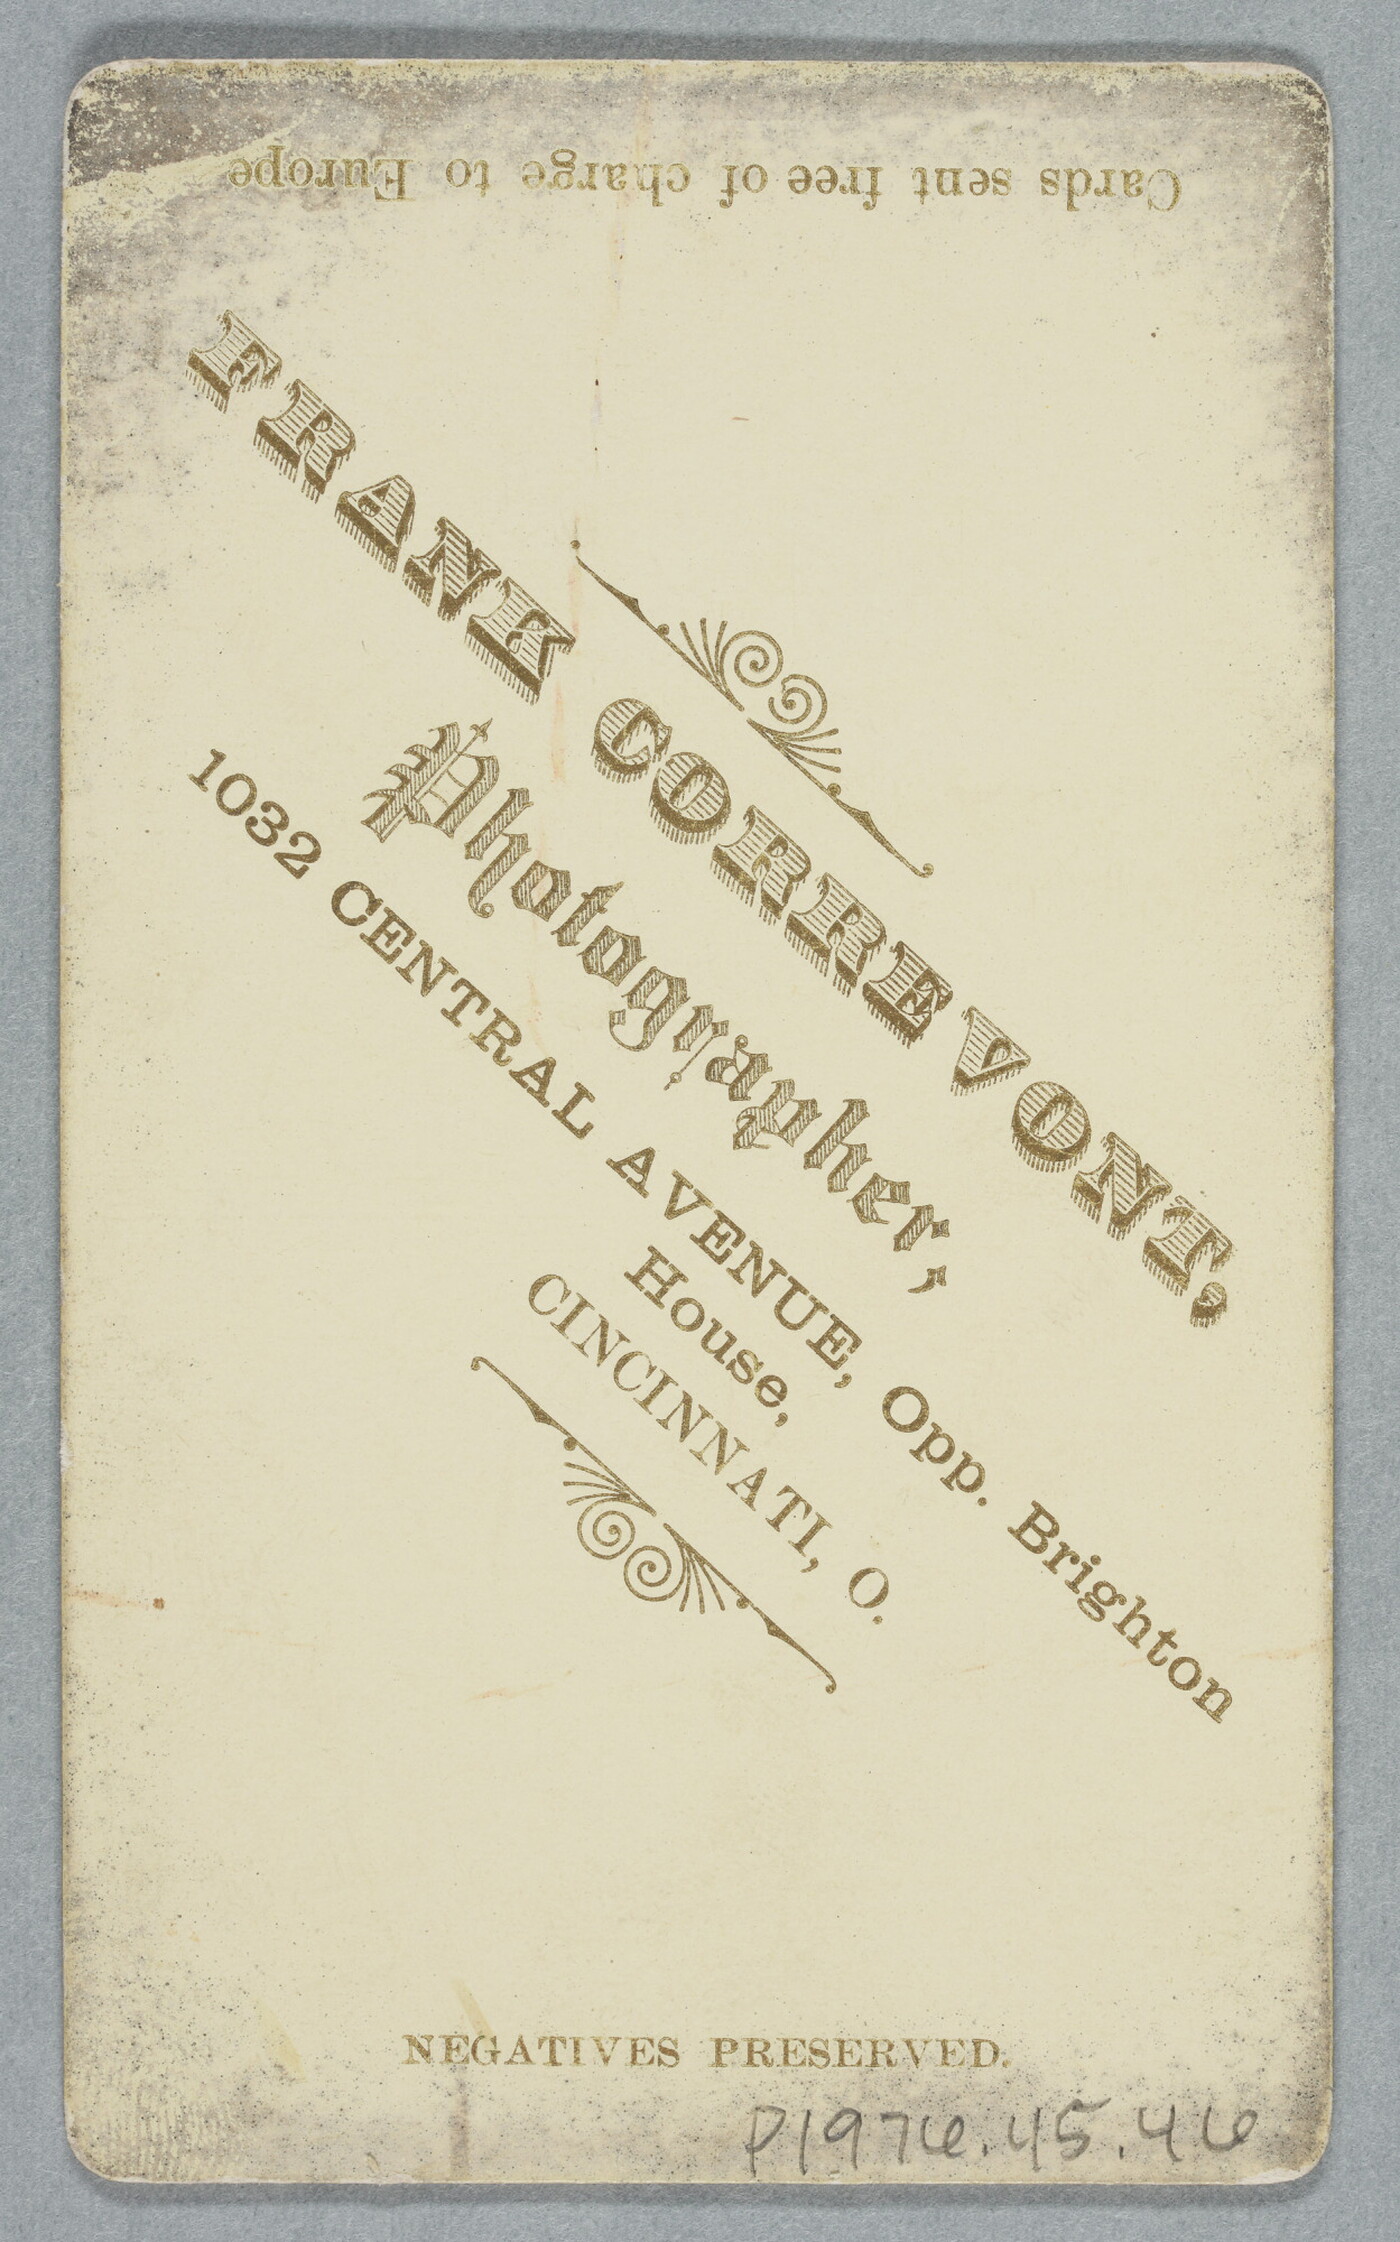 Cards sent free of charge to Europe
FRANK CORREVONT,
Photographer,
1032 CENTRAL AVENUE, Opp. Brighton
House,
CINCINNATI, O.
NEGATIVES PRESERVED.
P1976.45.46